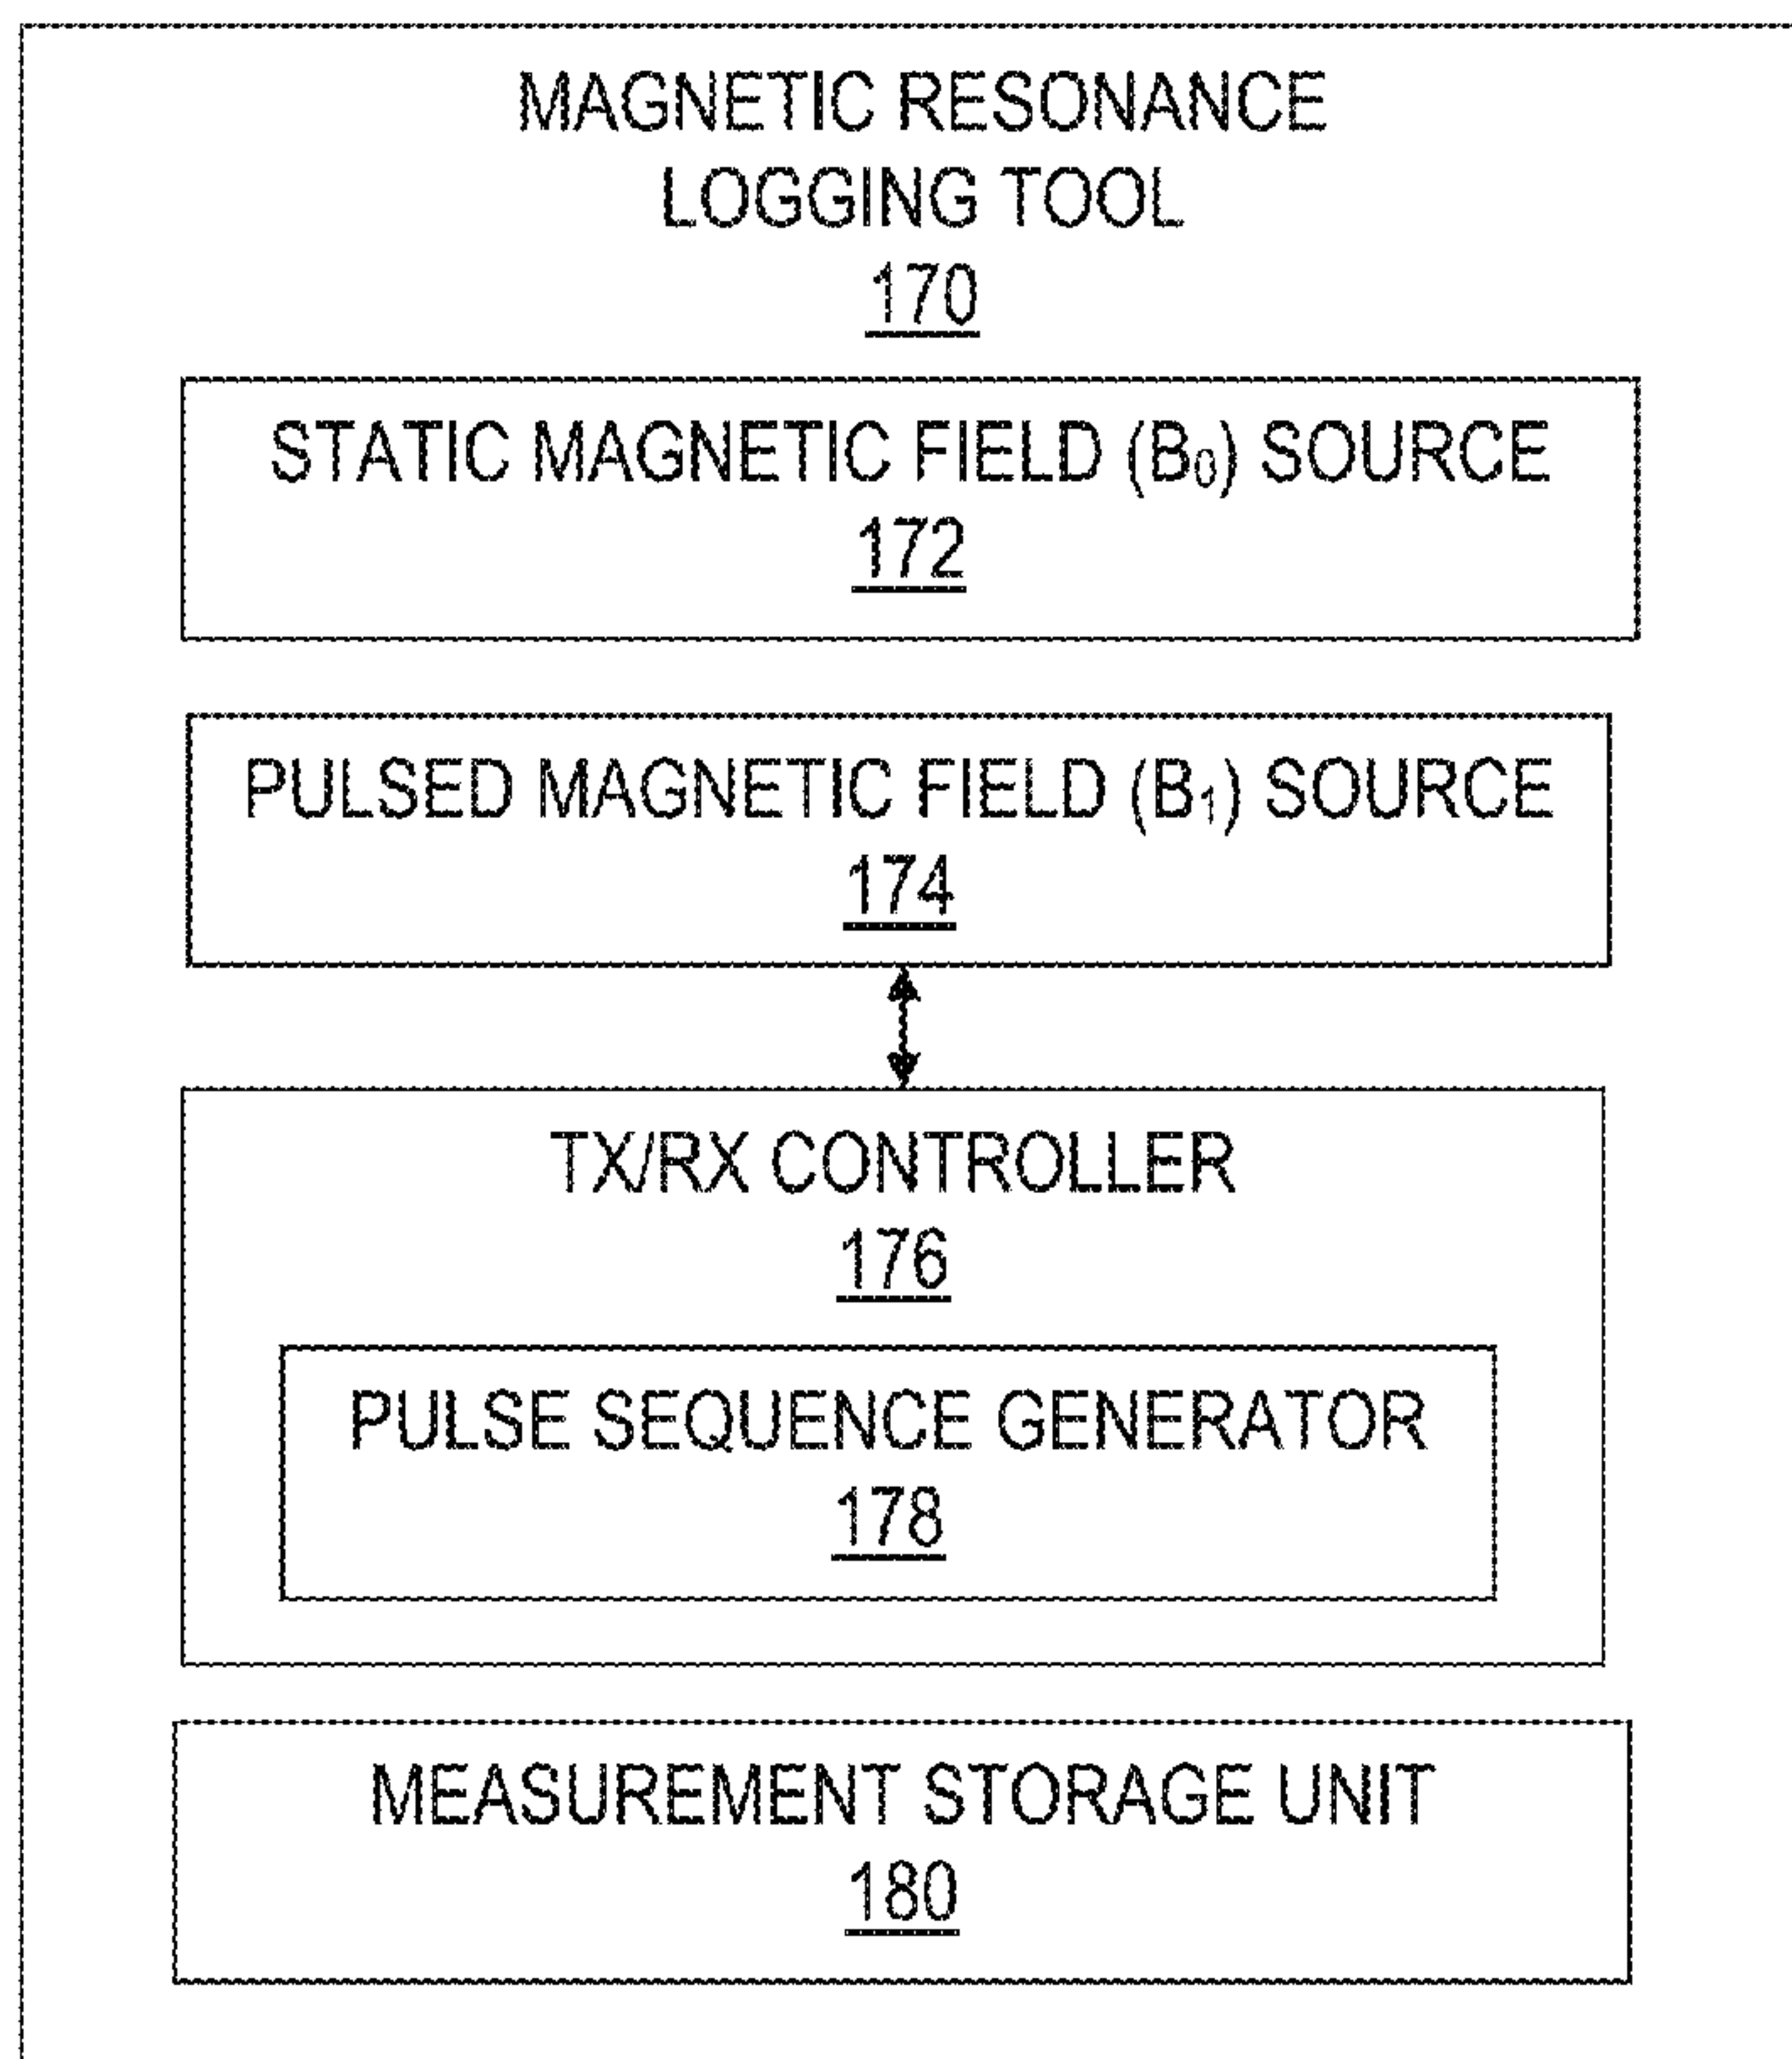 MAGNETIC RESONANCE
LOGGING TOOL
170
STATIC MAGNETIC FIELD (B₀) SOURCE
172
PULSED MAGNETIC FIELD (B₁) SOURCE
174
TX/RX CONTROLLER
176
PULSE SEQUENCE GENERATOR
178
MEASUREMENT STORAGE UNIT
180